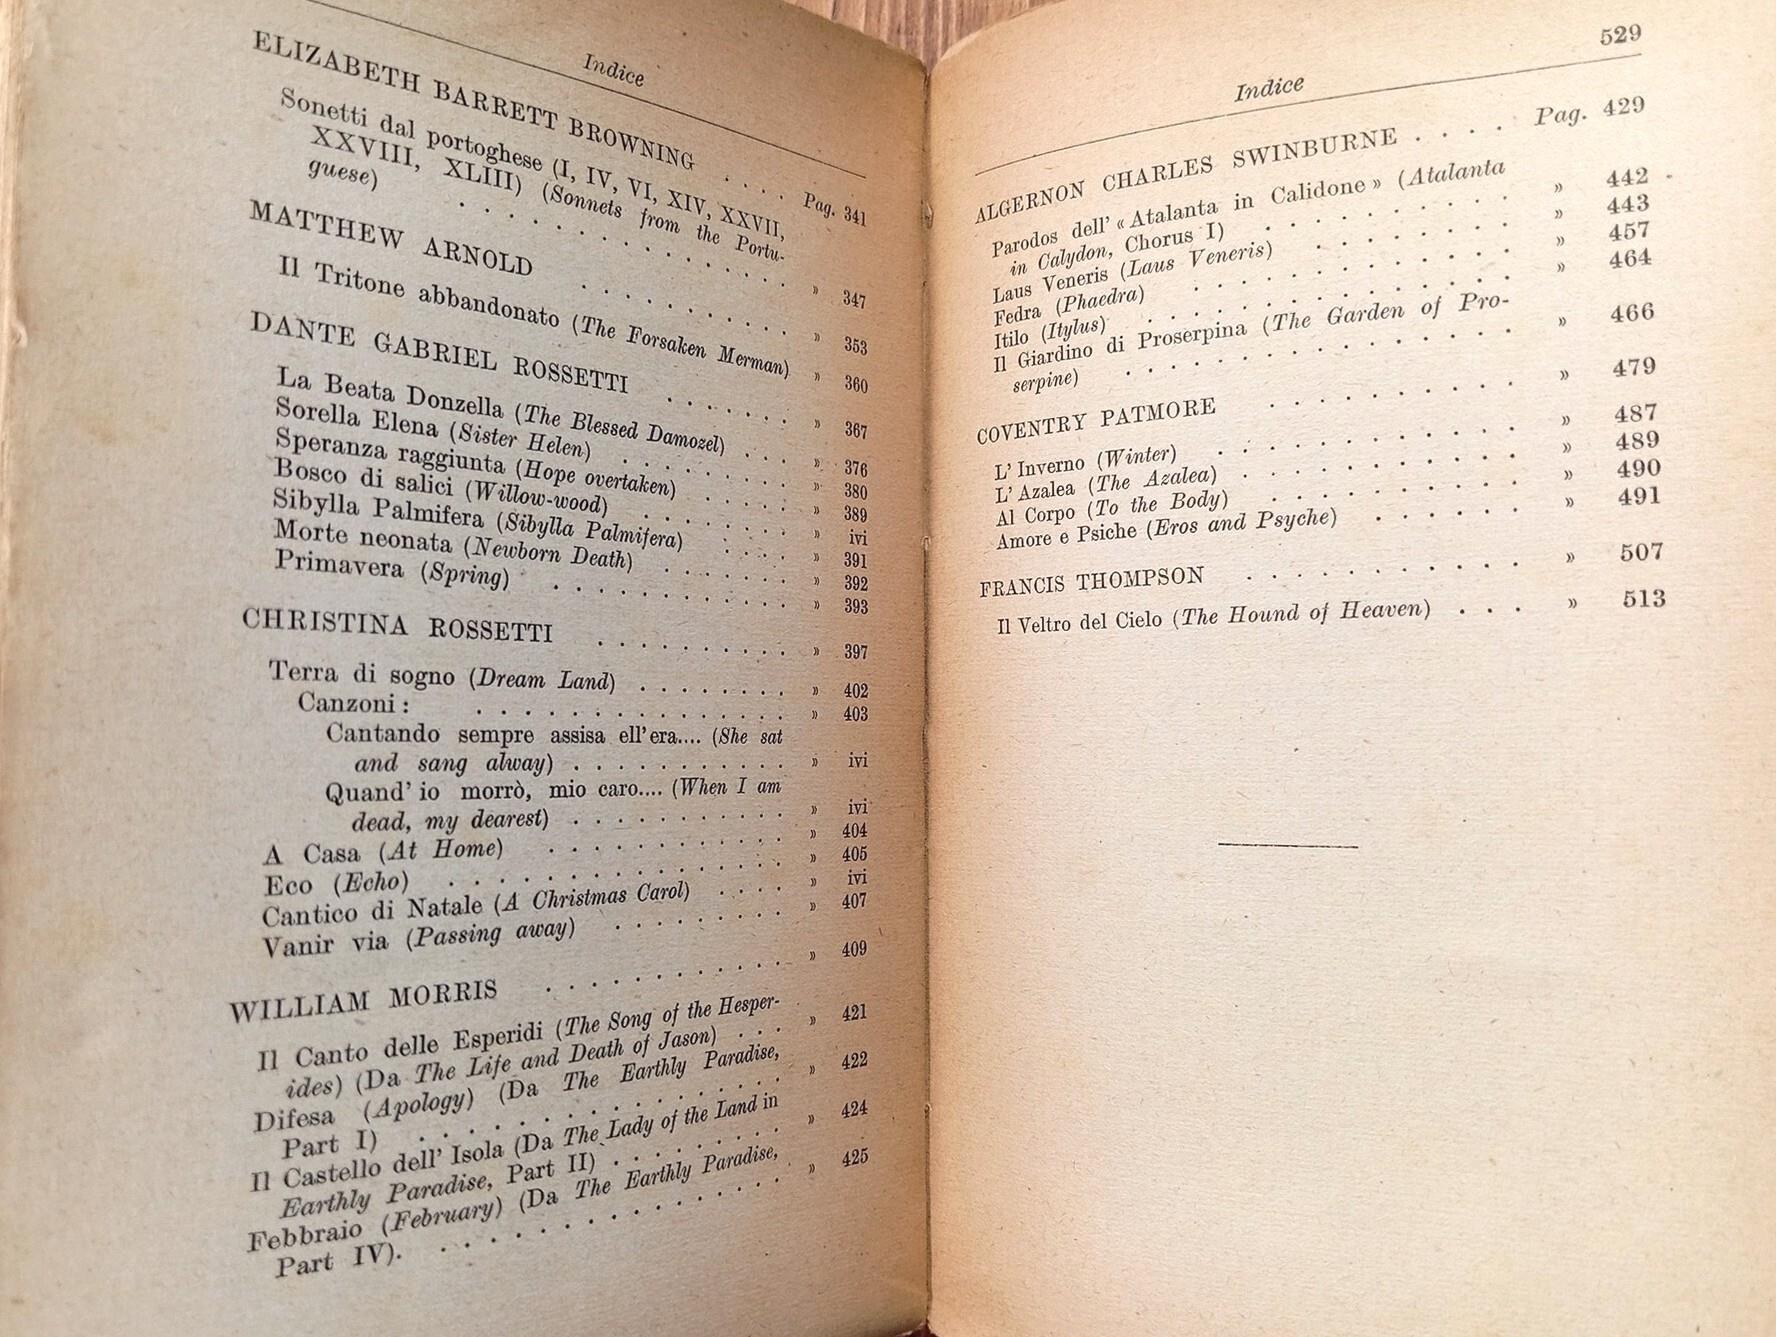 Indice
ELIZABETH BARRETT BROWNING . . . . Pag. 341
Sonetti dal portoghese (I, IV, VI, XIV, XXVII,
XXVIII, XLIII) (Sonnets from the Portu-
guese) . . . . . . . . . . . . . » 347
MATTHEW ARNOLD . . . . . . . . . . » 353
Il Tritone abbandonato (The Forsaken Merman) » 360
DANTE GABRIEL ROSSETTI . . . . . . » 367
La Beata Donzella (The Blessed Damozel) . . . » 376
Sorella Elena (Sister Helen) . . . . . . . » 380
Speranza raggiunta (Hope overtaken) . . . . . » 389
Bosco di salici (Willow-wood) . . . . . . . » ivi
Sibylla Palmifera (Sibylla Palmifera) . . . . » 391
Morte neonata (Newborn Death) . . . . . . . » 392
Primavera (Spring) . . . . . . . . . . . . » 393
CHRISTINA ROSSETTI . . . . . . . . . . » 397
Terra di sogno (Dream Land) . . . . . . . . » 402
Canzoni : . . . . . . . . . . . . . . . » 403
Cantando sempre assisa ell' era.... (She sat
and sang alway) . . . . . . . . . . . » ivi
Quand' io morrò, mio caro.... (When I am
dead, my dearest) . . . . . . . . . . . » ivi
A Casa (At Home) . . . . . . . . . . . . » 404
Eco (Echo) . . . . . . . . . . . . . . . » 405
Cantico di Natale (A Christmas Carol) . . . . » ivi
Vanir via (Passing away) . . . . . . . . . » 407
WILLIAM MORRIS . . . . . . . . . . . . » 409
Il Canto delle Esperidi (The Song of the Hesper-
ides) (Da The Life and Death of Jason) . . . » 421
Difesa (Apology) (Da The Earthly Paradise,
Part I) . . . . . . . . . . . . . . . » 422
Il Castello dell' Isola (Da The Lady of the Land in
Earthly Paradise, Part II) . . . . . . . . . » 424
Febbraio (February) (Da The Earthly Paradise,
Part IV). . . . . . . . . . . . . . . » 425
529
Indice
ALGERNON CHARLES SWINBURNE . . . . Pag. 429
Parodos dell' « Atalanta in Calidone » (Atalanta
in Calydon, Chorus I) . . . . . . . . . » 442
Laus Veneris (Laus Veneris) . . . . . . . . » 443
Fedra (Phaedra) . . . . . . . . . . . . . » 457
Itilo (Itylus) . . . . . . . . . . . . . . » 464
Il Giardino di Proserpina (The Garden of Pro-
serpine) . . . . . . . . . . . . . . » 466
COVENTRY PATMORE . . . . . . . . . . » 479
L' Inverno (Winter) . . . . . . . . . . . » 487
L' Azalea (The Azalea) . . . . . . . . . . » 489
Al Corpo (To the Body) . . . . . . . . . . » 490
Amore e Psiche (Eros and Psyche) . . . . . . » 491
FRANCIS THOMPSON . . . . . . . . . . . » 507
Il Veltro del Cielo (The Hound of Heaven) . . . » 513